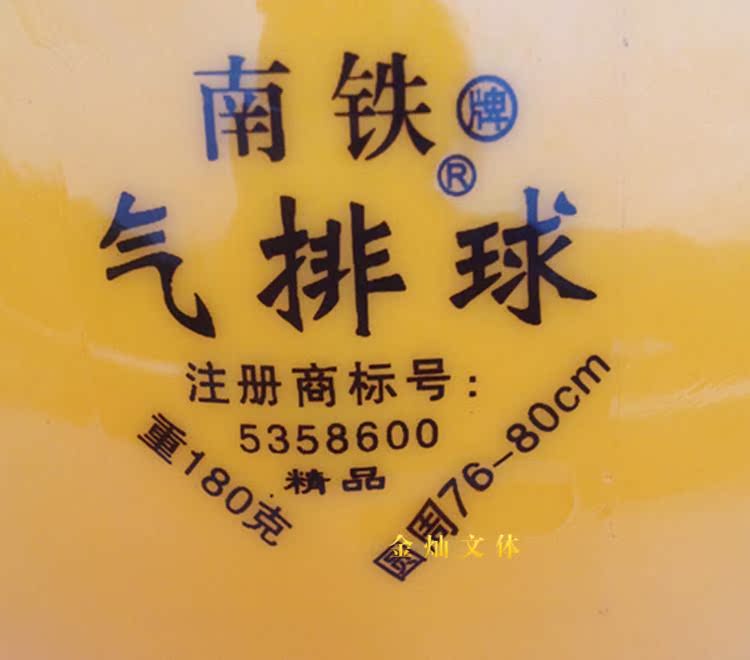 南铁牌
®
气排球
注册商标号:
5358600
精品
重180克
圆周76-80cm
金灿文体